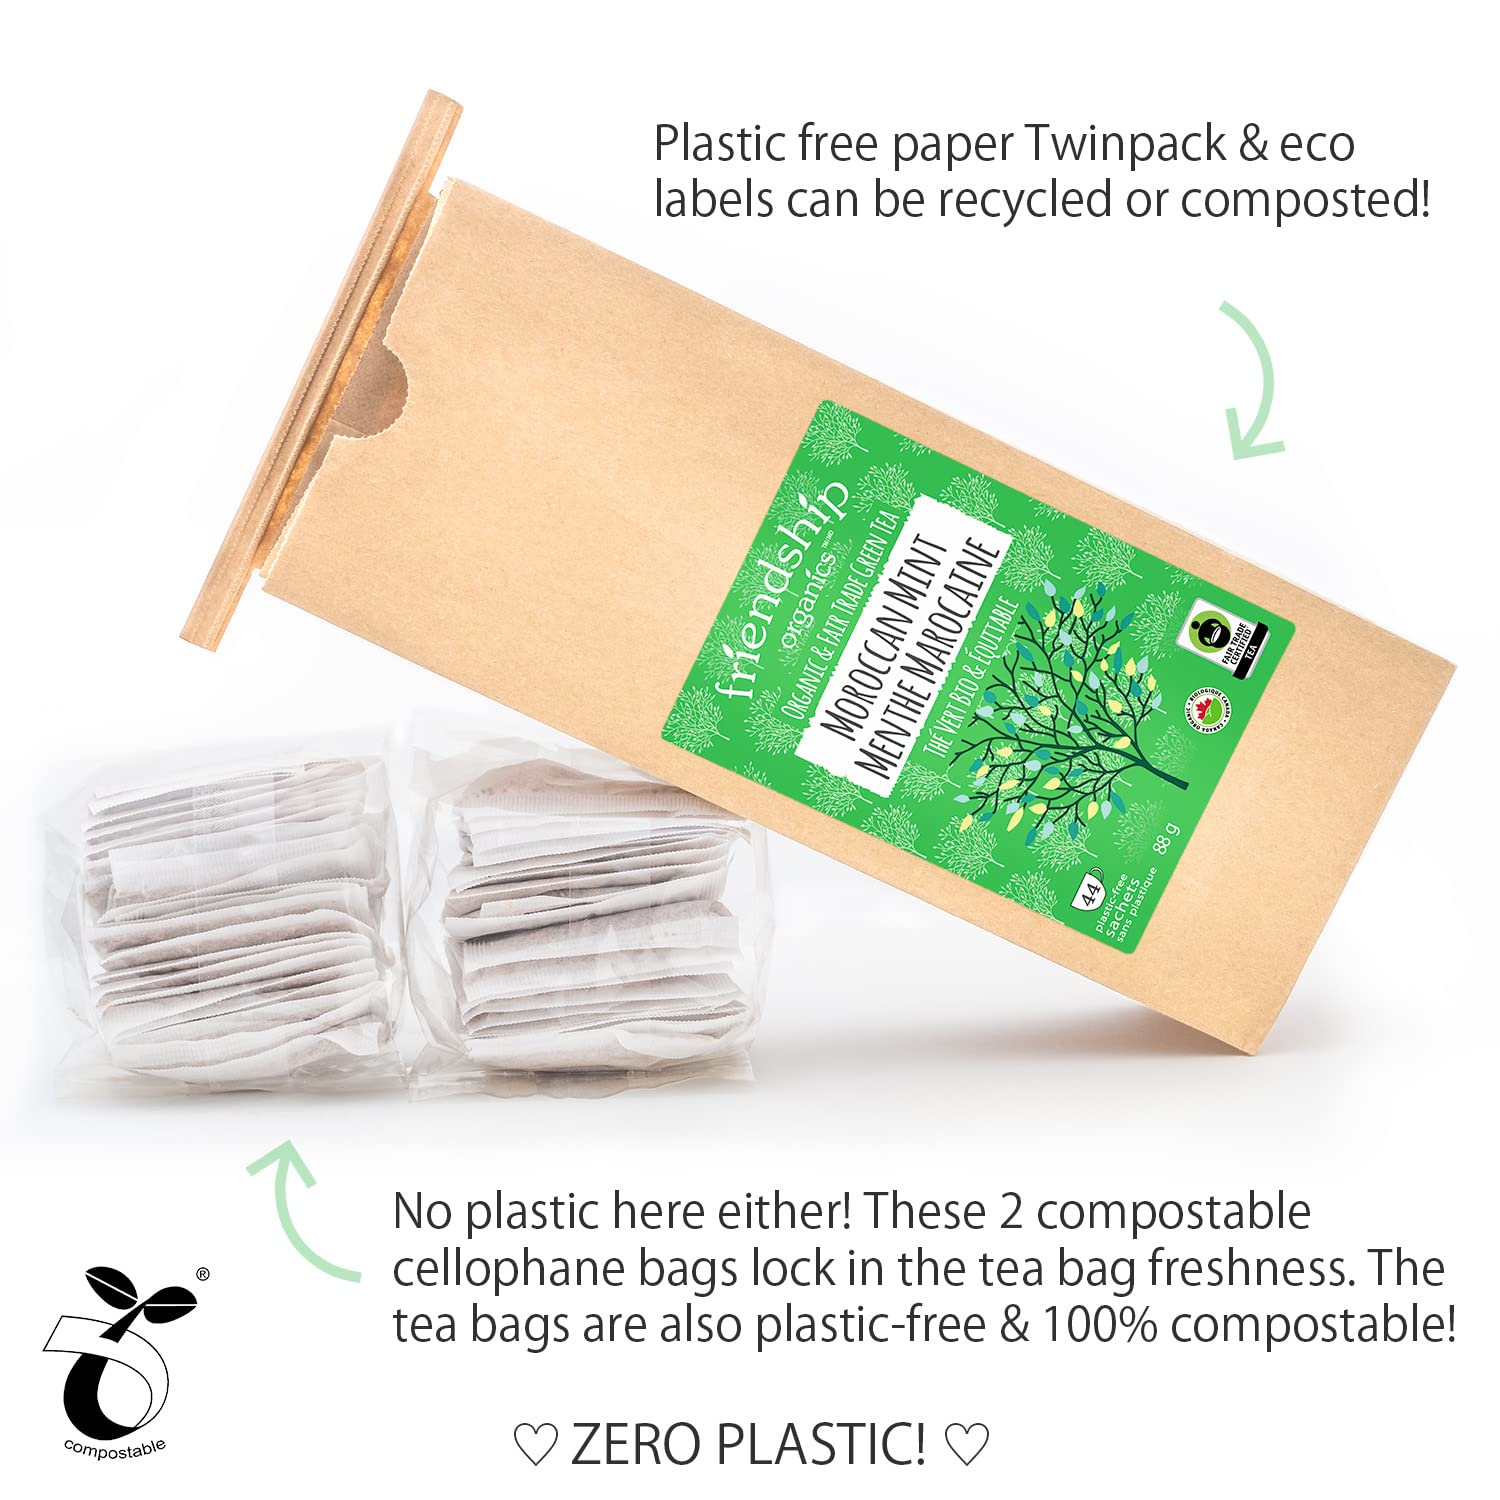 Plastic free paper Twinpack & eco
labels can be recycled or composted!
friendship
organics TM/MD
ORGANIC & FAIR TRADE GREEN TEA
MOROCCAN MINT
MENTHE MAROCAINE
THÉ VERT BIO & ÉQUITABLE
FAIR TRADE
CERTIFIED
TEA
BIOLOGIQUE CANADA
CANADA ORGANIC
44
plastic-free
sachets
sans plastique
88 g
No plastic here either! These 2 compostable
cellophane bags lock in the tea bag freshness. The
tea bags are also plastic-free & 100% compostable!
®
compostable
♡ ZERO PLASTIC! ♡